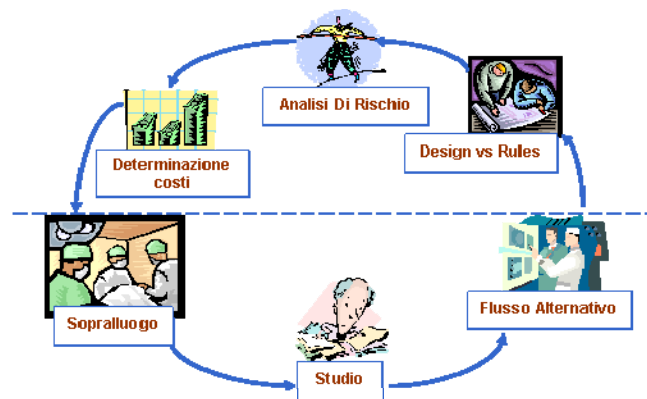 Analisi Di Rischio
Design vs Rules
Determinazione
costi
Sopralluogo
Flusso Alternativo
Studio